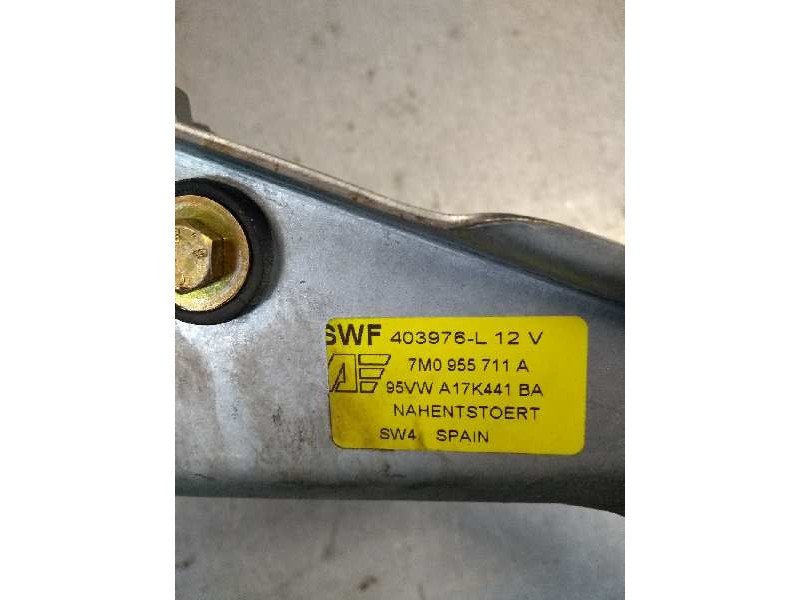 SWF 403976-L 12 V
7M0 955 711 A
95VW A17K441 BA
NAHENTSTOERT
SW4 SPAIN